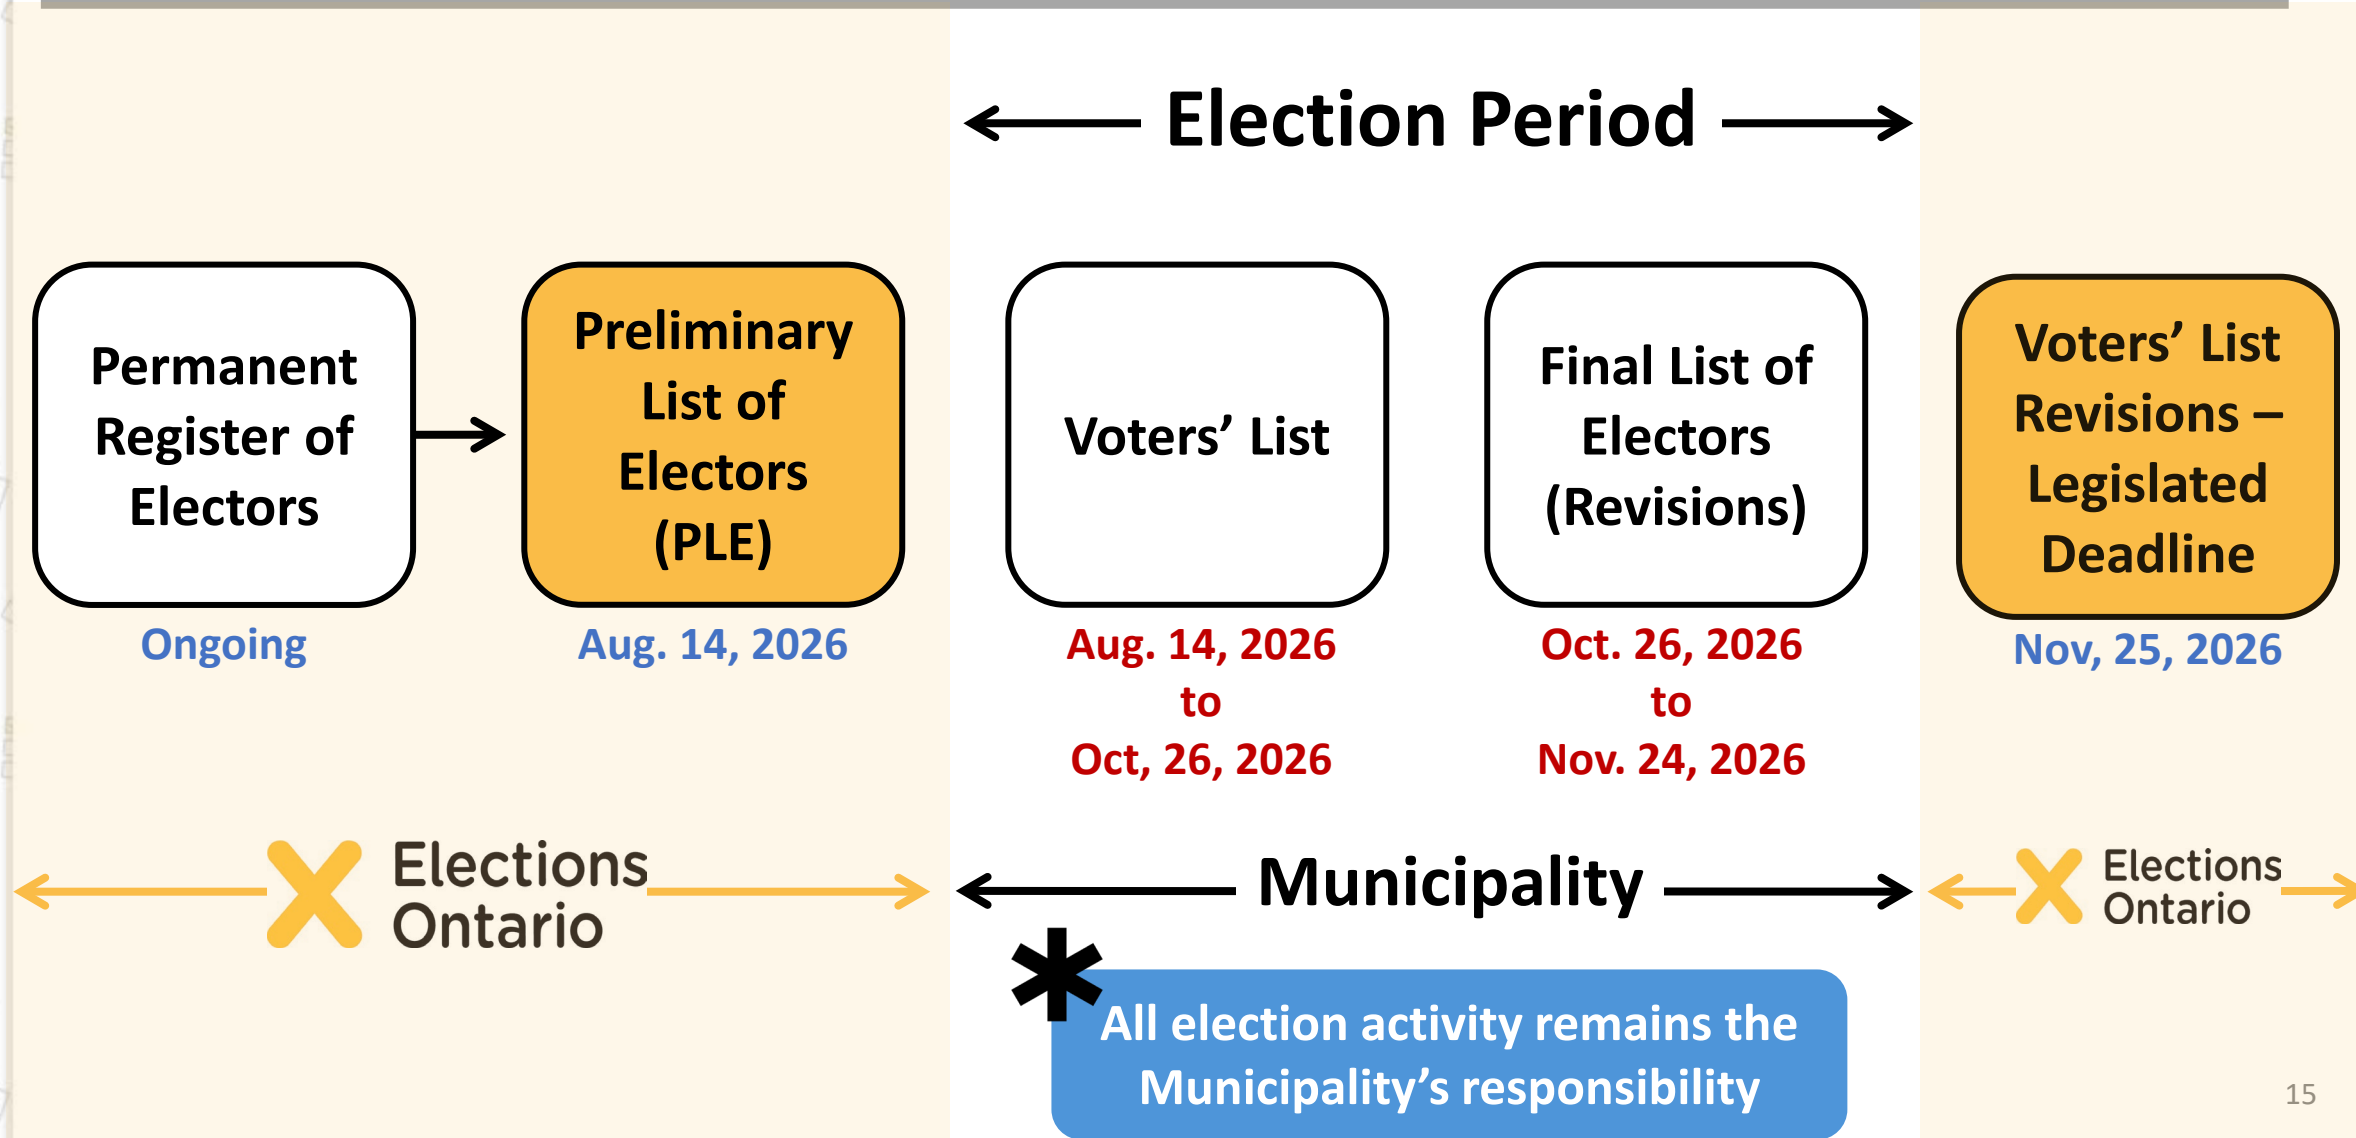 Election Period
Permanent
Register of
Electors
Ongoing
Preliminary
List of
Electors
(PLE)
Aug. 14, 2026
Voters’ List
Aug. 14, 2026
to
Oct, 26, 2026
Final List of
Electors
(Revisions)
Oct. 26, 2026
to
Nov. 24, 2026
Voters’ List
Revisions –
Legislated
Deadline
Nov, 25, 2026
Elections
Ontario
Municipality
Elections
Ontario
*
All election activity remains the
Municipality’s responsibility
15